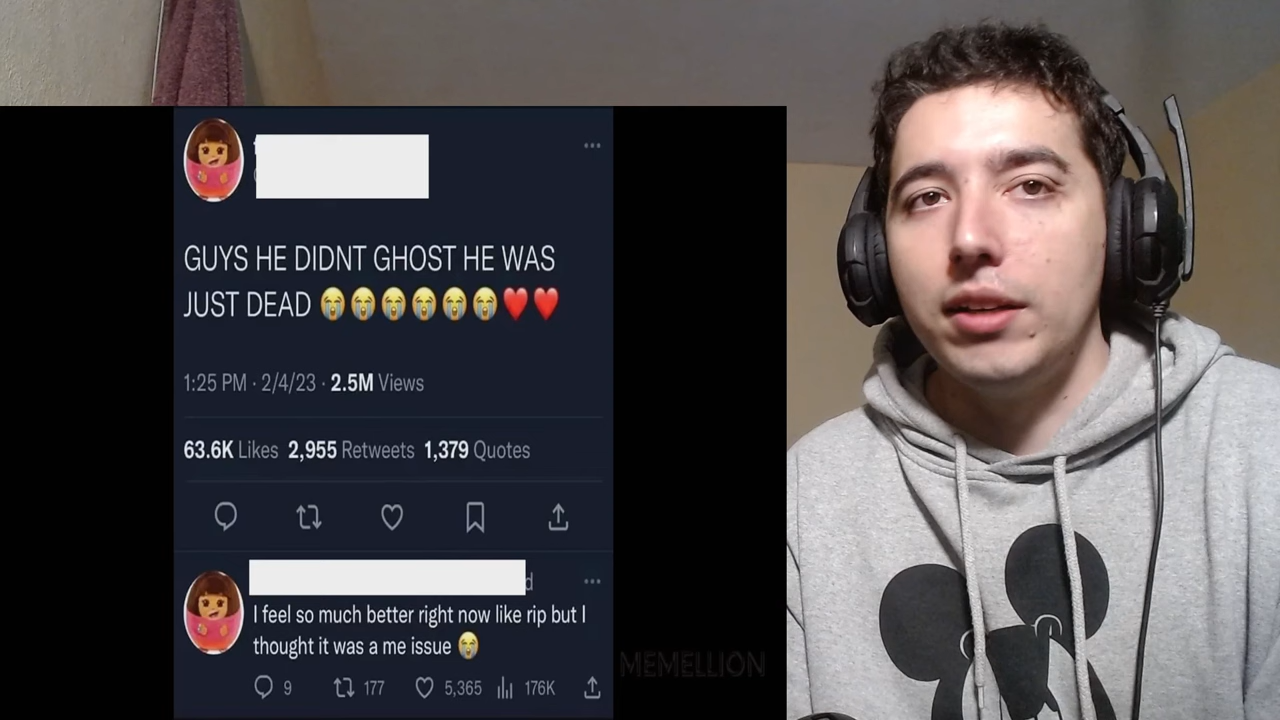 GUYS HE DIDNT GHOST HE WAS
JUST DEAD 😭😭😭😭😭😭❤️❤️
1:25 PM · 2/4/23 · 2.5M Views
63.6K Likes 2,955 Retweets 1,379 Quotes
d
I feel so much better right now like rip but I
thought it was a me issue 😭
9 177 5,365 176K
MEMELLION